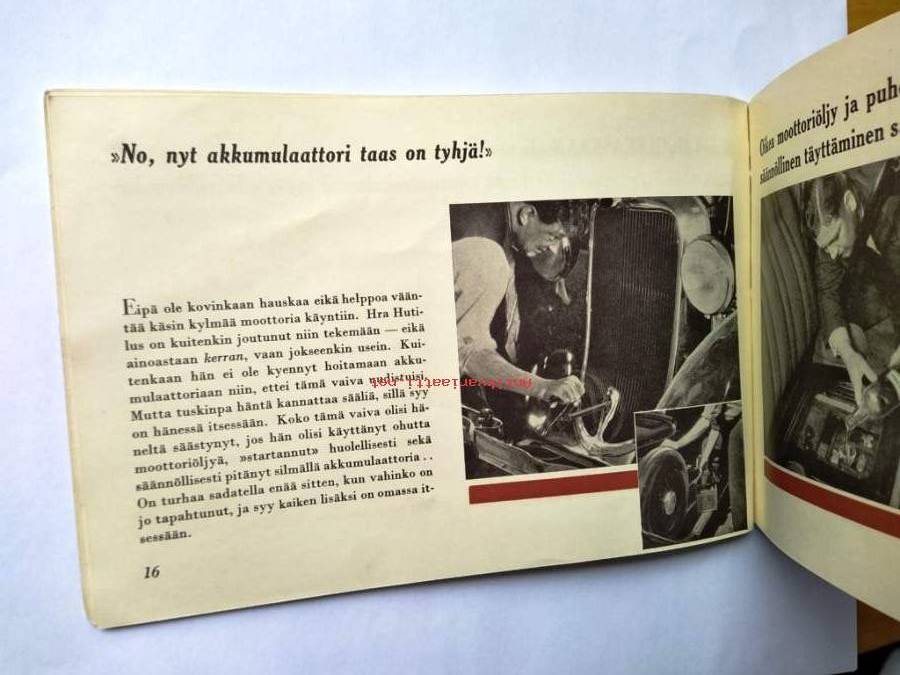 »No, nyt akkumulaattori taas on tyhjä!»
Eipä ole kovinkaan hauskaa eikä helppoa vään-
tää käsin kylmää moottoria käyntiin. Hra Huti-
lus on kuitenkin joutunut niin tekemään — eikä
ainoastaan kerran, vaan jokseenkin usein. Kui-
tenkaan hän ei ole kyennyt hoitamaan akku-
mulaattoriaan niin, ettei tämä vaiva uudistuisi.
Mutta tuskinpa häntä kannattaa sääliä, sillä syy
on hänessä itsessään. Koko tämä vaiva olisi hä-
neltä säästynyt, jos hän olisi käyttänyt ohutta
moottoriöljyä, »startannut» huolellisesti sekä
säännöllisesti pitänyt silmällä akkumulaattoria..
On turhaa sadatella enää sitten, kun vahinko on
jo tapahtunut, ja syy kaiken lisäksi on omassa it-
sessään.
16
Oikea moottoriöljy ja
säännöllinen täyttäminen
antikvariaatti.net